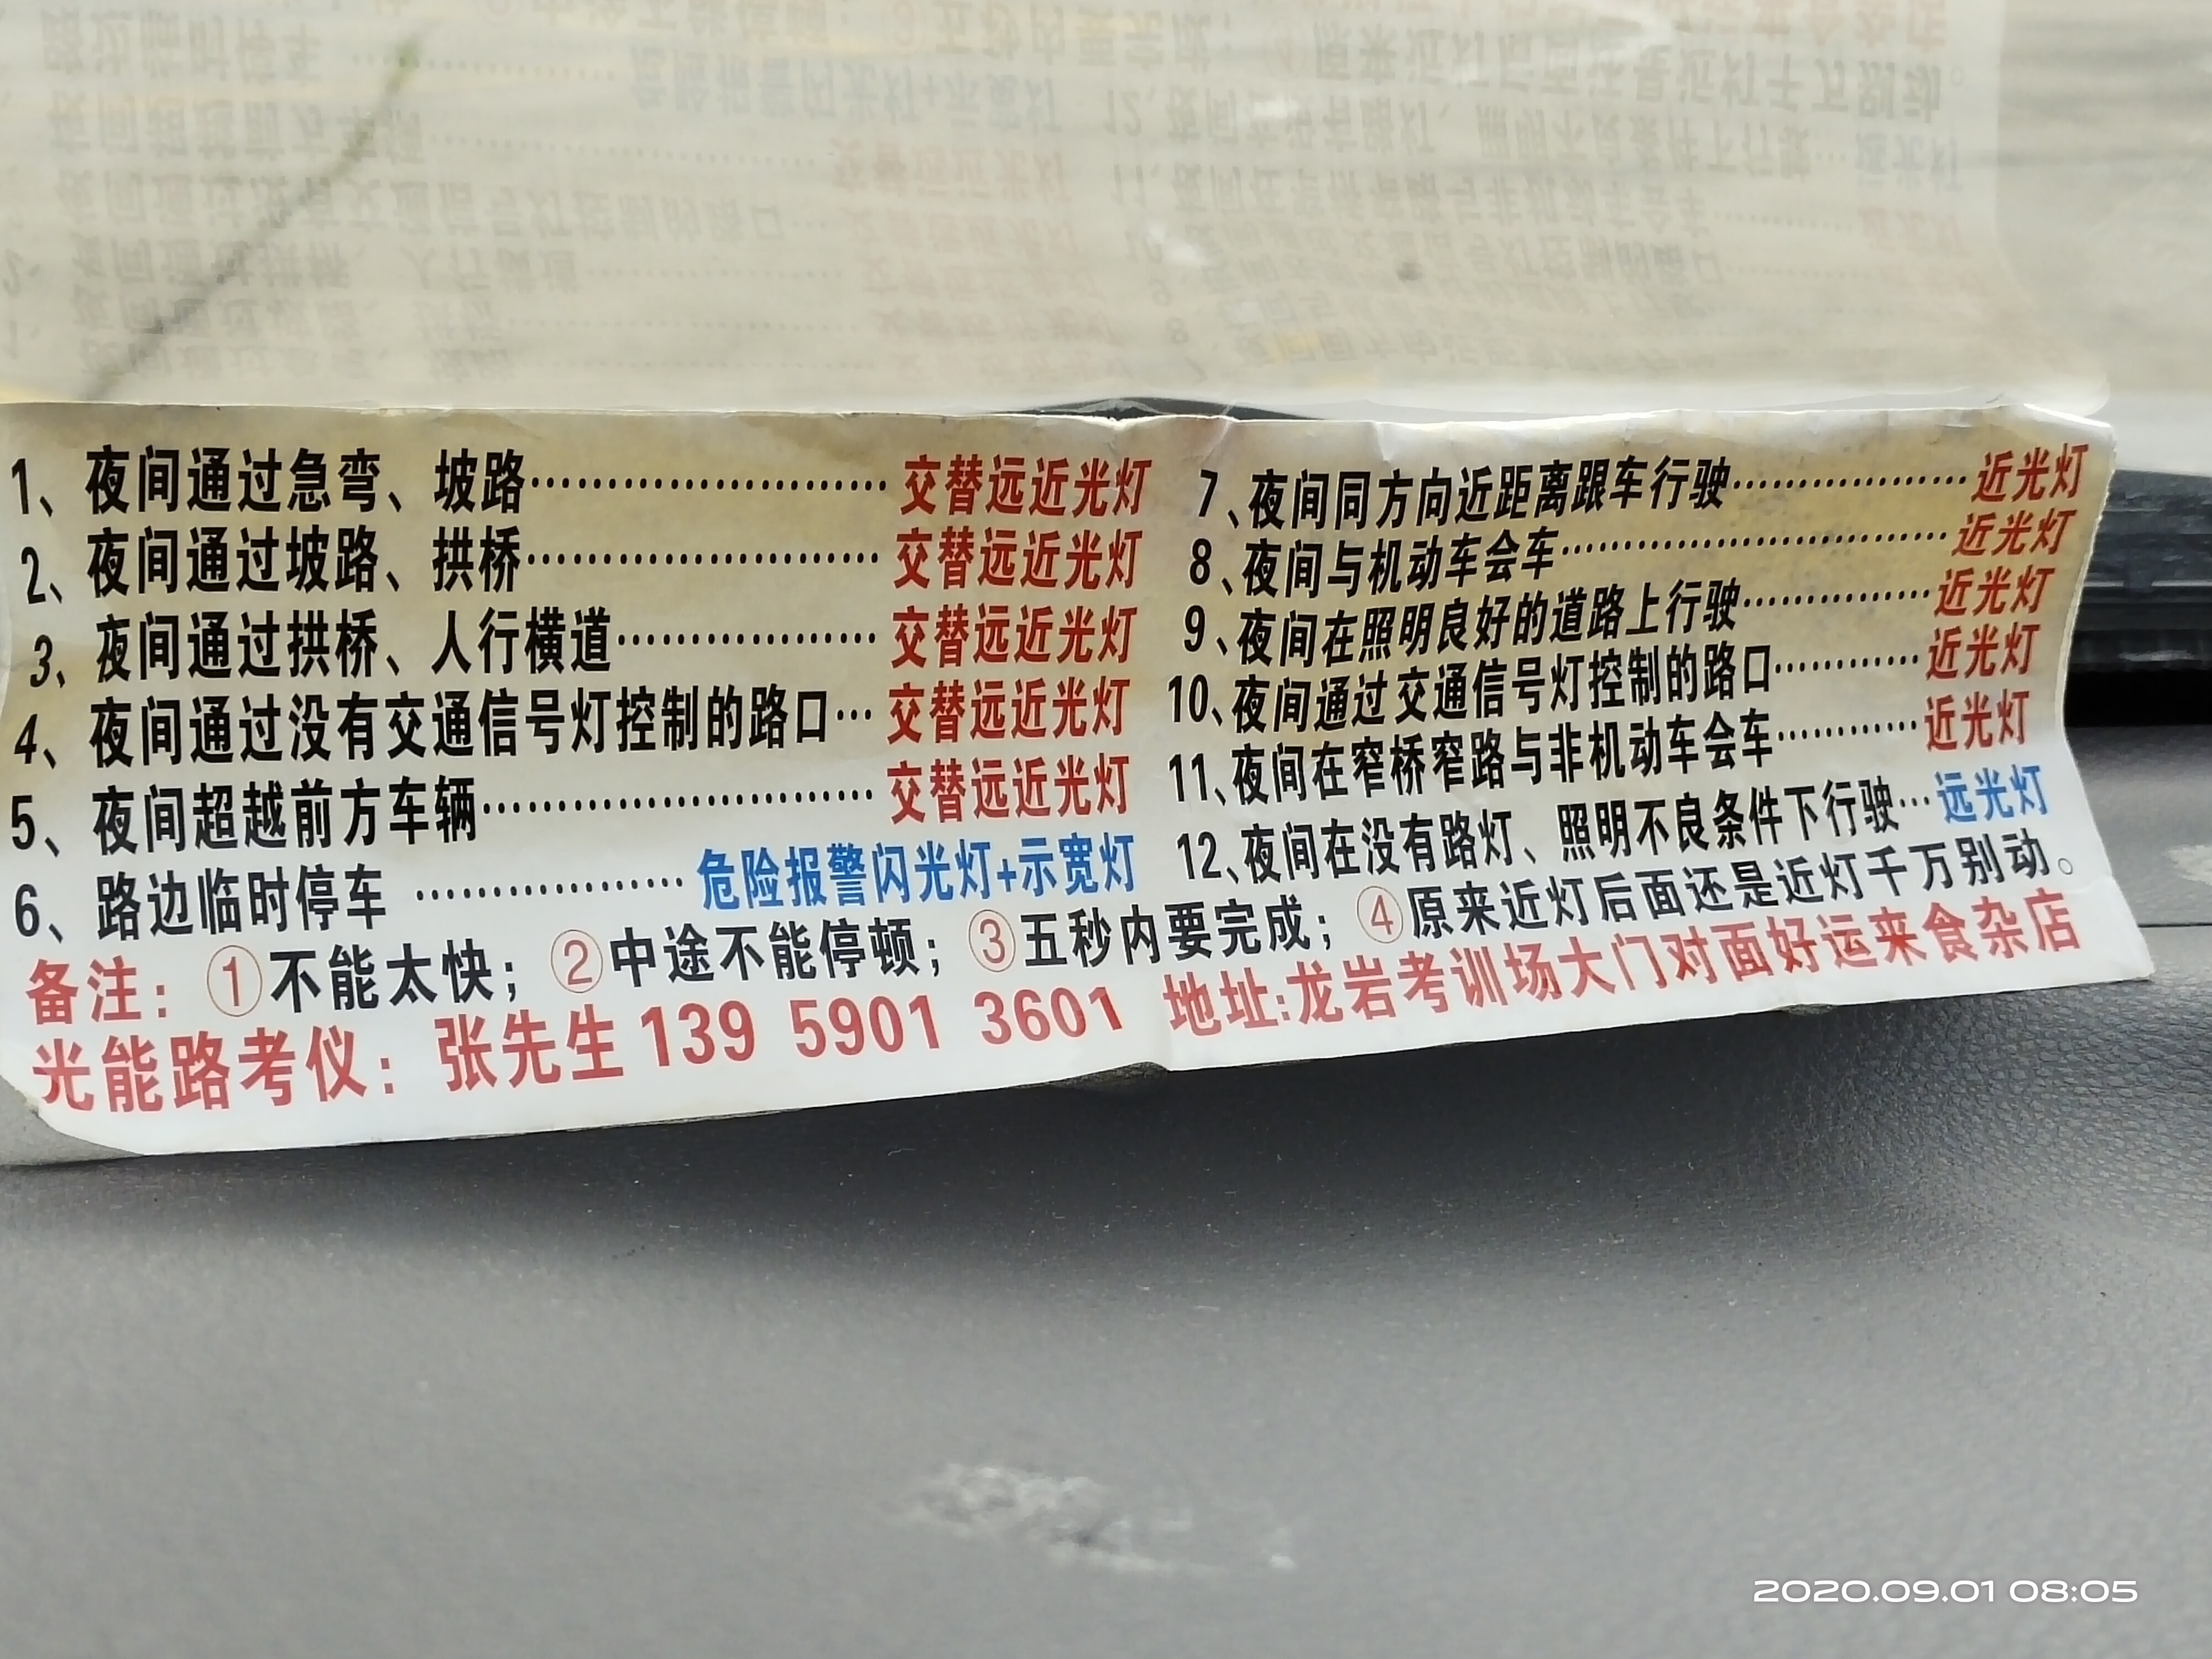 1、夜间通过急弯、坡路…………………………交替远近光灯
2、夜间通过坡路、拱桥…………………………交替远近光灯
3、夜间通过拱桥、人行横道…………………交替远近光灯
4、夜间通过没有交通信号灯控制的路口…交替远近光灯
5、夜间超越前方车辆……………………………交替远近光灯
6、路边临时停车 …………………危险报警闪光灯+示宽灯
7、夜间同方向近距离跟车行驶…………………近光灯
8、夜间与机动车会车……………………………近光灯
9、夜间在照明良好的道路上行驶……………近光灯
10、夜间通过交通信号灯控制的路口…………近光灯
11、夜间在窄桥窄路与非机动车会车…………近光灯
12、夜间在没有路灯、照明不良条件下行驶…远光灯
备注：①不能太快；②中途不能停顿；③五秒内要完成；④原来近灯后面还是近灯千万别动。
光能路考仪：张先生 139 5901 3601 地址:龙岩考训场大门对面好运来食杂店
2020.09.01 08:05